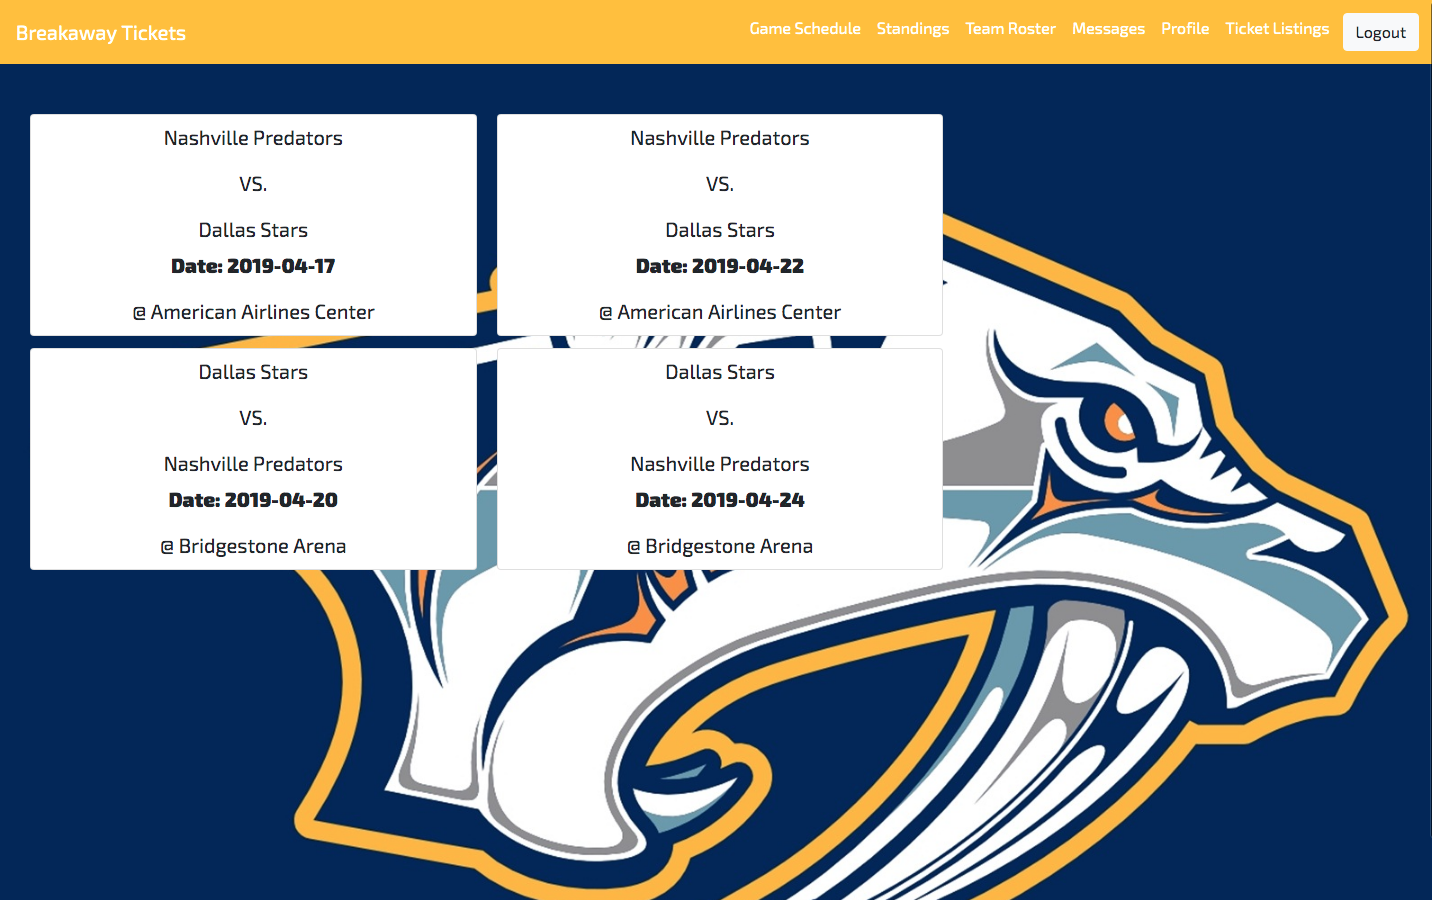 Breakaway Tickets
Game Schedule Standings Team Roster Messages Profile Ticket Listings Logout
Nashville Predators
VS.
Dallas Stars
Date: 2019-04-17
@ American Airlines Center
Nashville Predators
VS.
Dallas Stars
Date: 2019-04-22
@ American Airlines Center
Dallas Stars
VS.
Nashville Predators
Date: 2019-04-20
@ Bridgestone Arena
Dallas Stars
VS.
Nashville Predators
Date: 2019-04-24
@ Bridgestone Arena